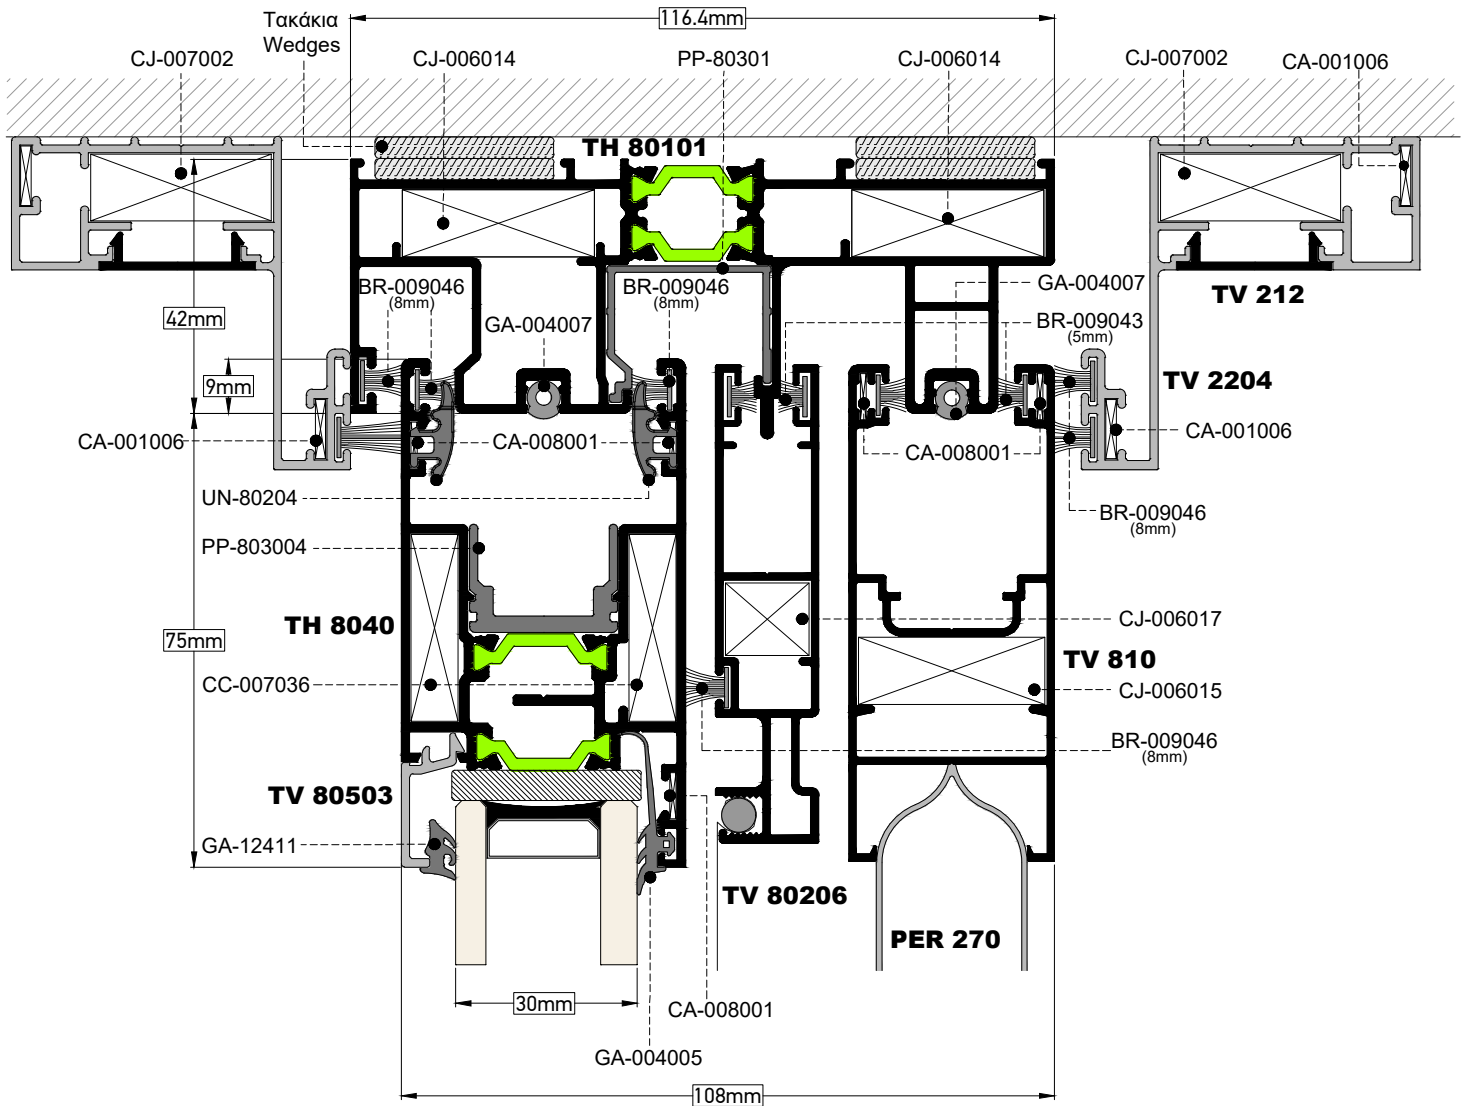 Τακάκια
Wedges
116.4mm
CJ-007002
CJ-006014
PP-80301
CJ-006014
CJ-007002
CA-001006
TH 80101
BR-009046
(8mm)
BR-009046
(8mm)
GA-004007
TV 212
42mm
GA-004007
BR-009043
(5mm)
9mm
TV 2204
CA-001006
CA-008001
CA-008001
CA-001006
UN-80204
BR-009046
(8mm)
PP-803004
TH 8040
CJ-006017
75mm
TV 810
CC-007036
CJ-006015
BR-009046
(8mm)
TV 80503
GA-12411
TV 80206
PER 270
30mm
CA-008001
GA-004005
108mm